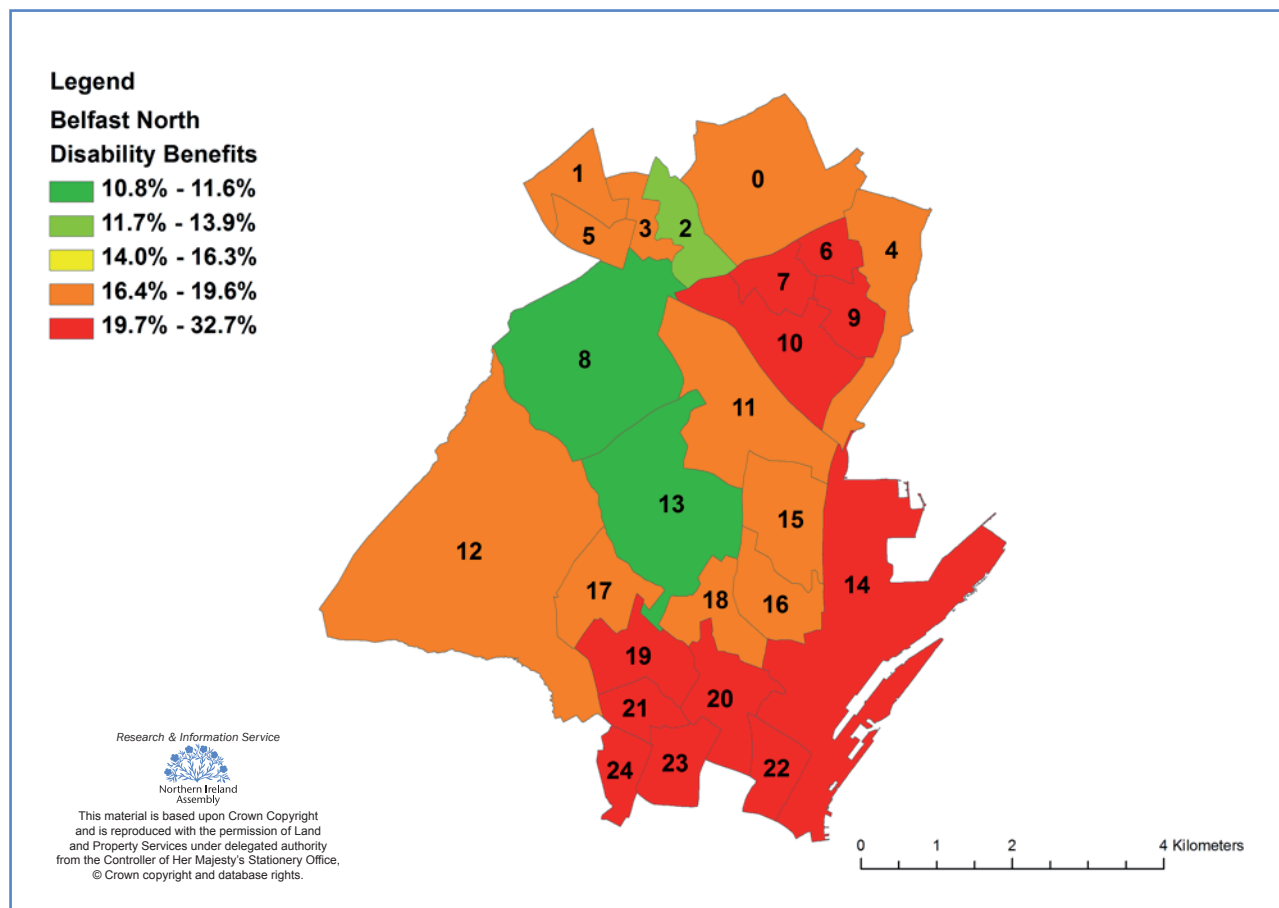 Legend
Belfast North
Disability Benefits
10.8% - 11.6%
11.7% - 13.9%
14.0% - 16.3%
16.4% - 19.6%
19.7% - 32.7%
0
1
2
3
4
5
6
7
8
9
10
11
12
13
14
15
16
17
18
19
20
21
22
23
24
Research & Information Service
Northern Ireland
Assembly
This material is based upon Crown Copyright
and is reproduced with the permission of Land
and Property Services under delegated authority
from the Controller of Her Majesty's Stationery Office,
© Crown copyright and database rights.
0 1 2 4 Kilometers